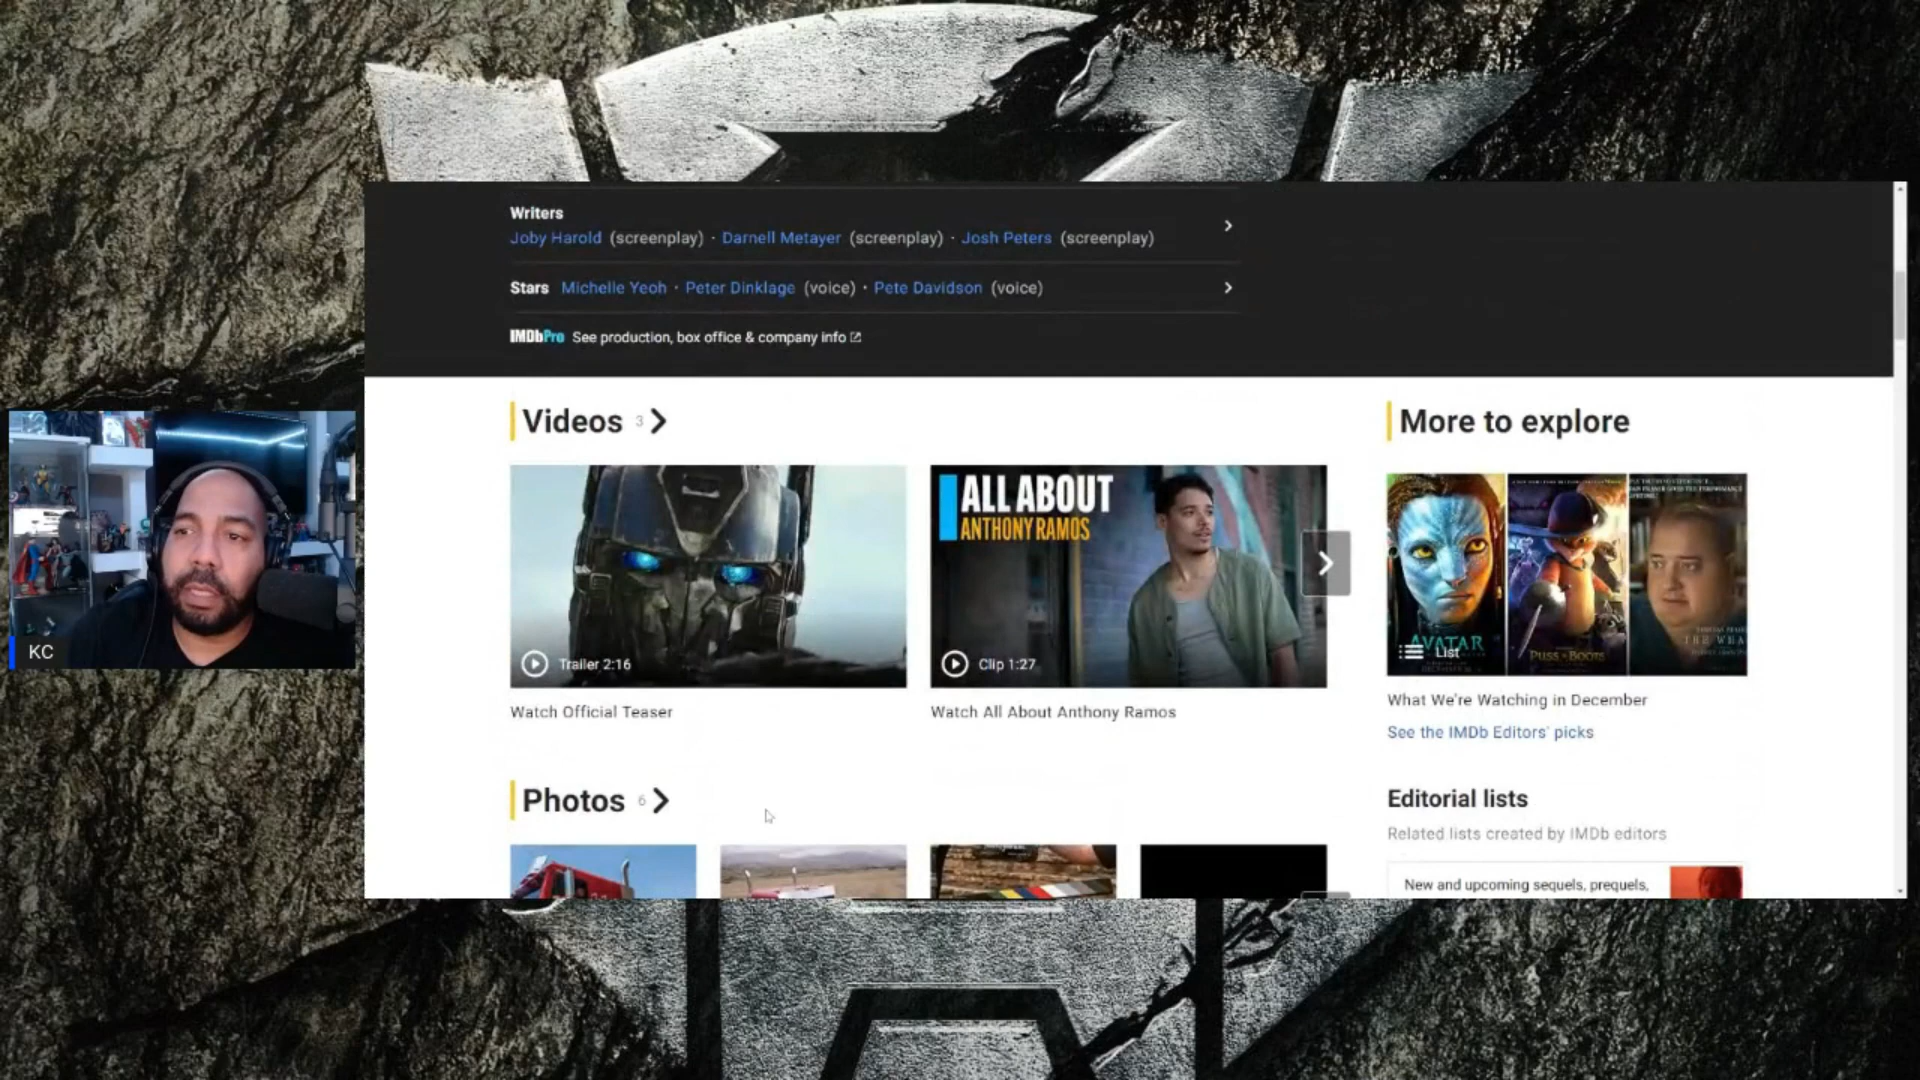 Writers
Joby Harold (screenplay) · Darnell Metayer (screenplay) · Josh Peters (screenplay)
Stars Michelle Yeoh · Peter Dinklage (voice) · Pete Davidson (voice)
IMDbPro See production, box office & company info
Videos 3
More to explore
ALL ABOUT
ANTHONY RAMOS
Trailer 2:16
Clip 1:27
AVATAR
List
PUSS BOOTS
THE WHA
Watch Official Teaser
Watch All About Anthony Ramos
What We're Watching in December
See the IMDb Editors' picks
Photos 6
Editorial lists
Related lists created by IMDb editors
New and upcoming sequels, prequels,
KC